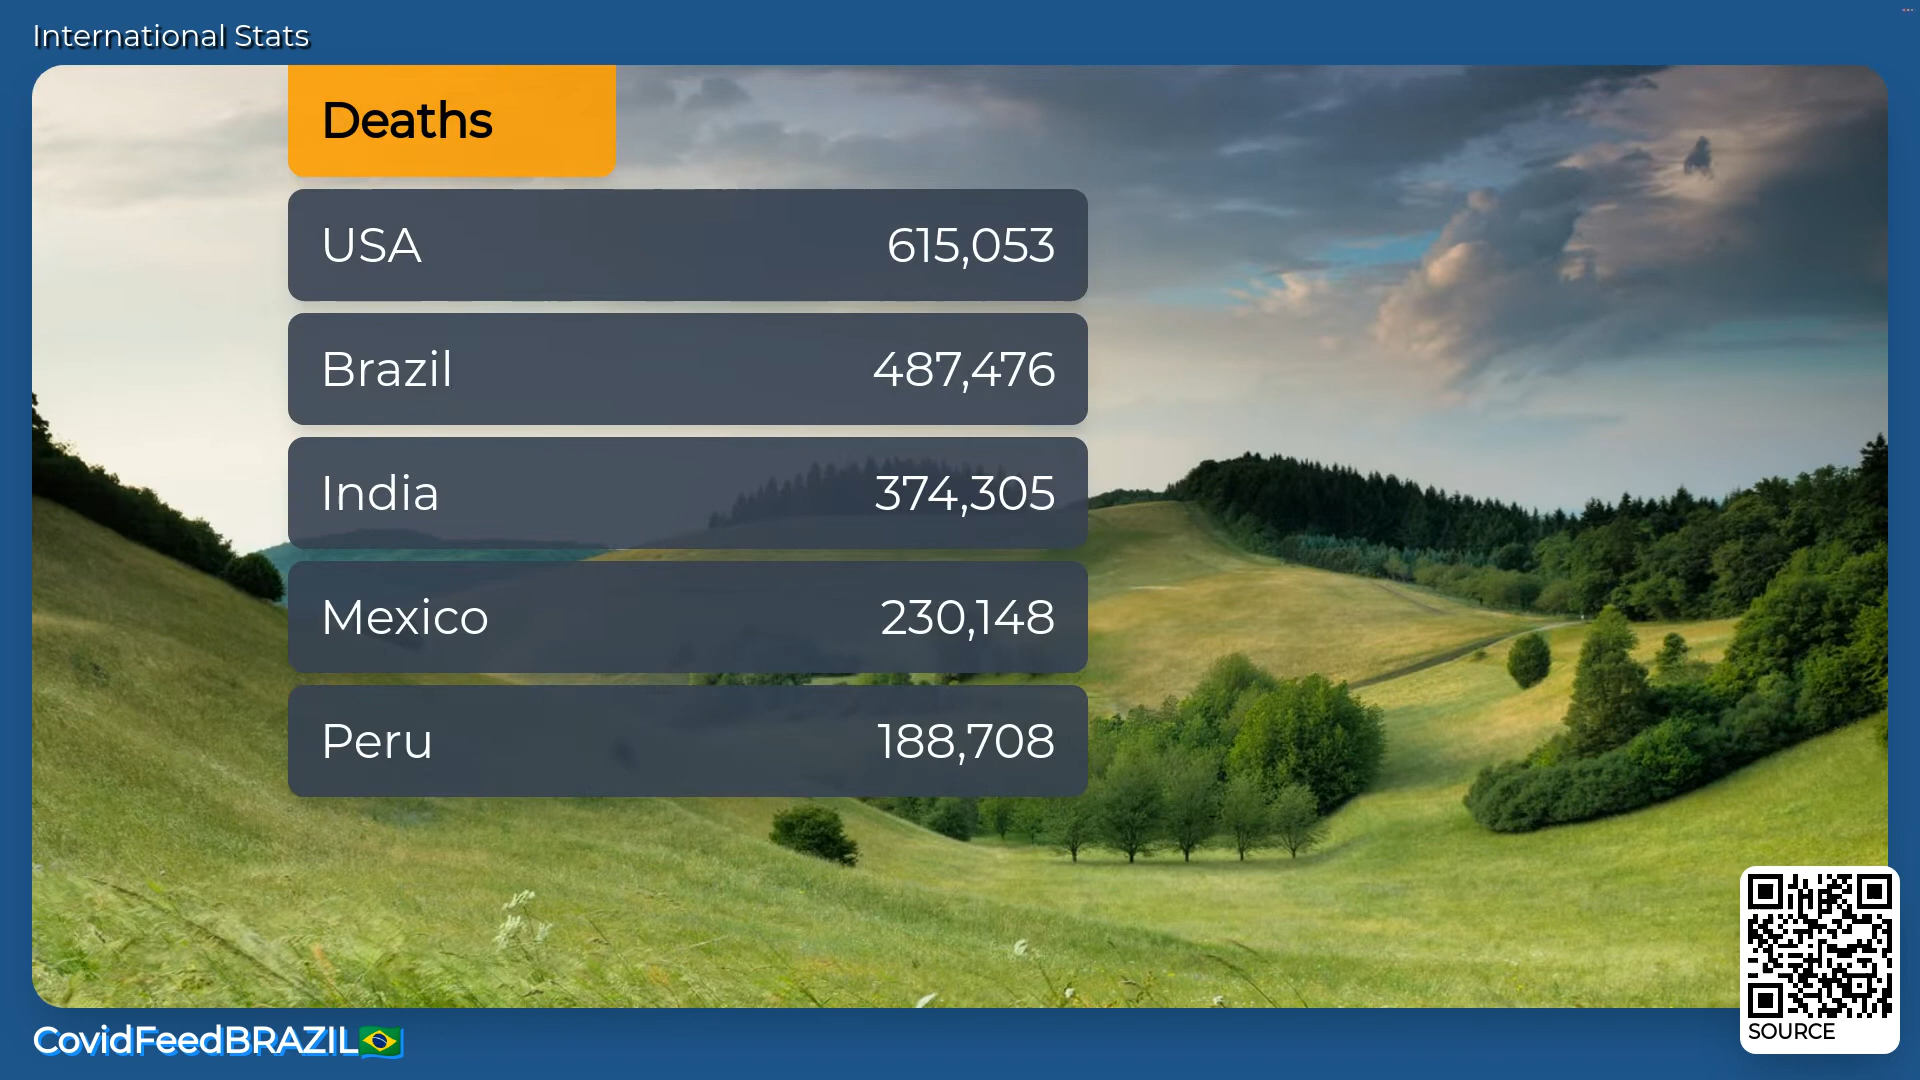 International Stats
Deaths
USA 615,053
Brazil 487,476
India 374,305
Mexico 230,148
Peru 188,708
SOURCE
CovidFeedBRAZIL🇧🇷